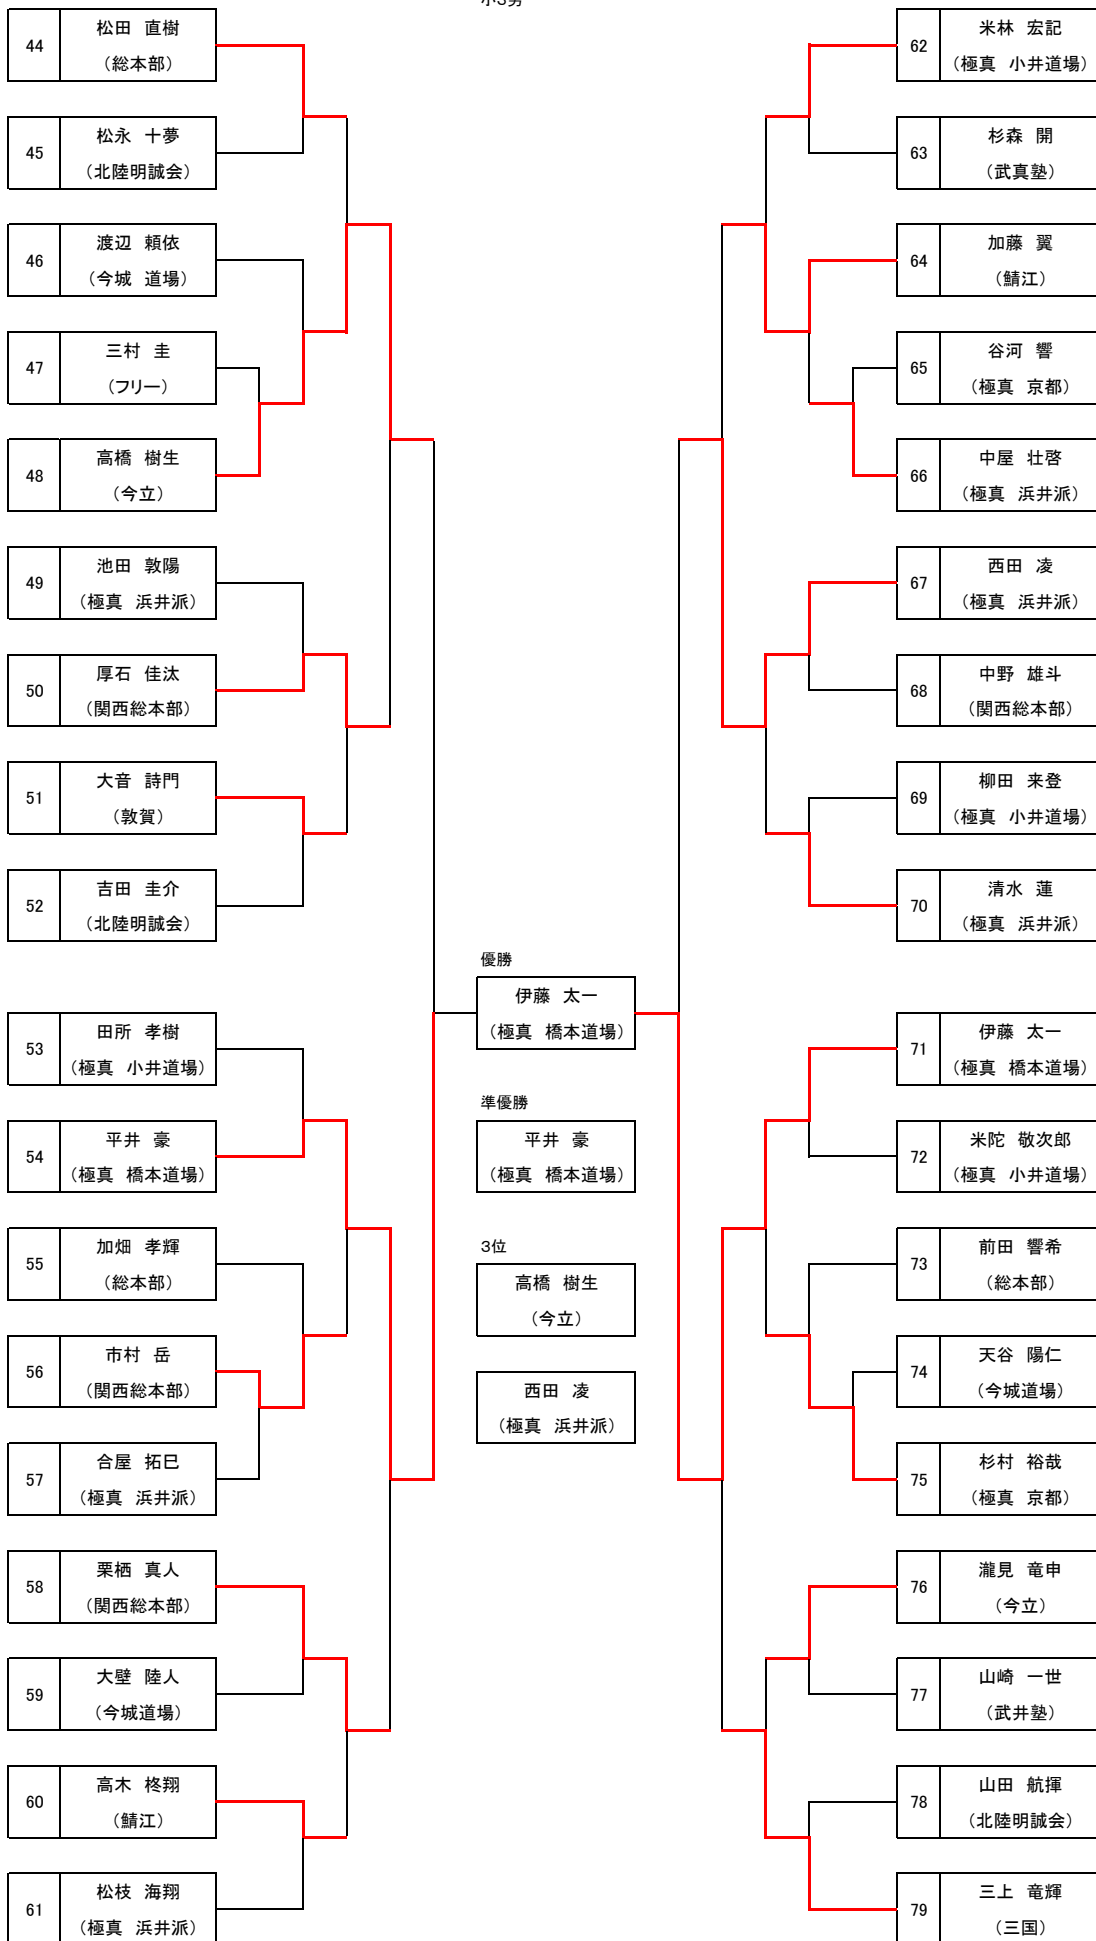 小3男
44
松田 直樹
(総本部)
45
松永 十夢
(北陸明誠会)
46
渡辺 頼依
(今城 道場)
47
三村 圭
(フリー)
48
高橋 樹生
(今立)
49
池田 敦陽
(極真 浜井派)
50
厚石 佳汰
(関西総本部)
51
大音 詩門
(敦賀)
52
吉田 圭介
(北陸明誠会)
53
田所 孝樹
(極真 小井道場)
54
平井 豪
(極真 橋本道場)
55
加畑 孝輝
(総本部)
56
市村 岳
(関西総本部)
57
合屋 拓巳
(極真 浜井派)
58
栗栖 真人
(関西総本部)
59
大壁 陸人
(今城道場)
60
高木 柊翔
(鯖江)
61
松枝 海翔
(極真 浜井派)
優勝
伊藤 太一
(極真 橋本道場)
準優勝
平井 豪
(極真 橋本道場)
3位
高橋 樹生
(今立)
西田 凌
(極真 浜井派)
62
米林 宏記
(極真 小井道場)
63
杉森 開
(武真塾)
64
加藤 翼
(鯖江)
65
谷河 響
(極真 京都)
66
中屋 壮啓
(極真 浜井派)
67
西田 凌
(極真 浜井派)
68
中野 雄斗
(関西総本部)
69
柳田 来登
(極真 小井道場)
70
清水 蓮
(極真 浜井派)
71
伊藤 太一
(極真 橋本道場)
72
米陀 敬次郎
(極真 小井道場)
73
前田 響希
(総本部)
74
天谷 陽仁
(今城道場)
75
杉村 裕哉
(極真 京都)
76
瀧見 竜申
(今立)
77
山崎 一世
(武井塾)
78
山田 航揮
(北陸明誠会)
79
三上 竜輝
(三国)